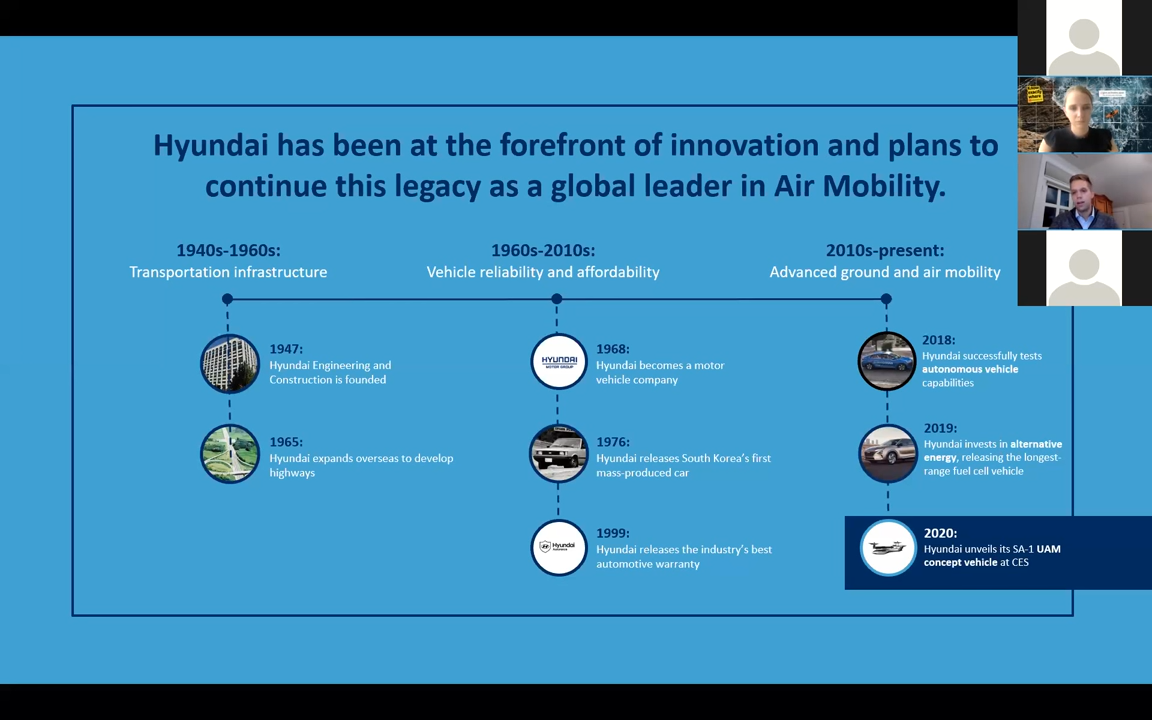 Hyundai has been at the forefront of innovation and plans to
continue this legacy as a global leader in Air Mobility.
1940s-1960s:
Transportation infrastructure
1947:
Hyundai Engineering and
Construction is founded
1965:
Hyundai expands overseas to develop
highways
1960s-2010s:
Vehicle reliability and affordability
HYUNDAI
MOTOR GROUP
1968:
Hyundai becomes a motor
vehicle company
1976:
Hyundai releases South Korea's first
mass-produced car
Hyundai
1999:
Hyundai releases the industry's best
automotive warranty
2010s-present:
Advanced ground and air mobility
2018:
Hyundai successfully tests
autonomous vehicle
capabilities
2019:
Hyundai invests in alternative
energy, releasing the longest-
range fuel cell vehicle
2020:
Hyundai unveils its SA-1 UAM
concept vehicle at CES